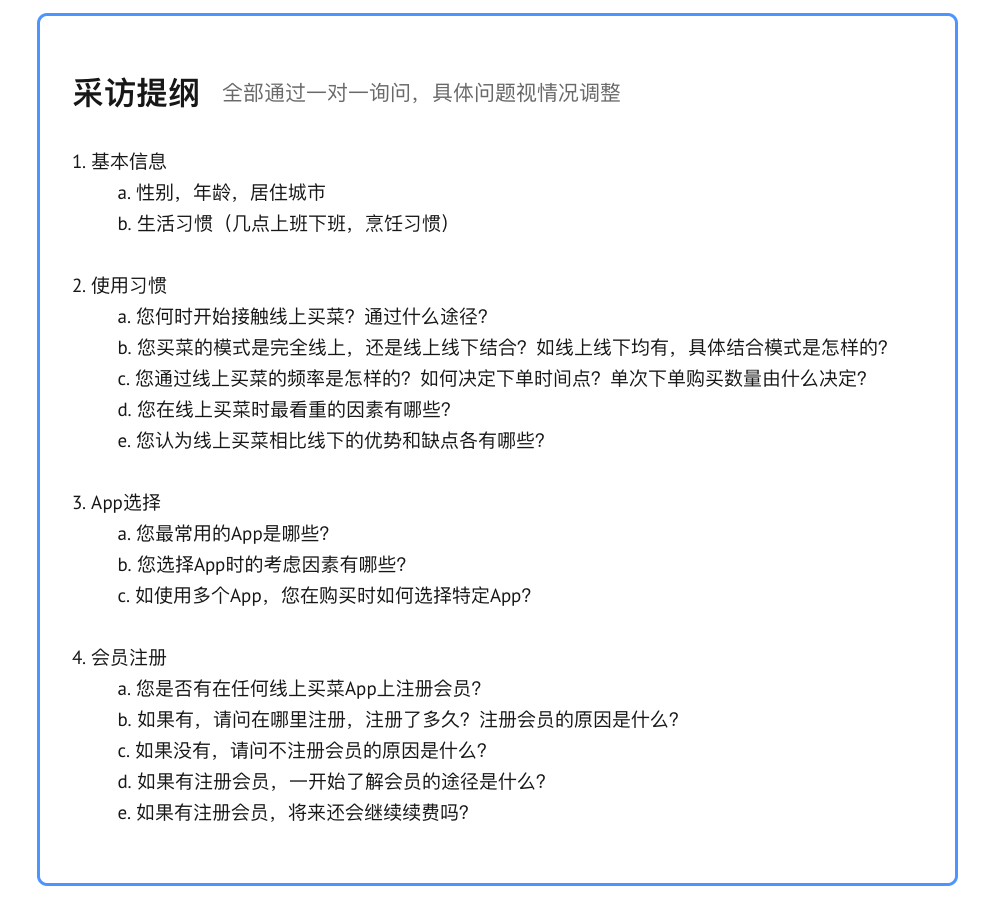 采访提纲 全部通过一对一询问，具体问题视情况调整
1. 基本信息
a. 性别，年龄，居住城市
b. 生活习惯（几点上班下班，烹饪习惯）
2. 使用习惯
a. 您何时开始接触线上买菜？通过什么途径？
b. 您买菜的模式是完全线上，还是线上线下结合？如线上线下均有，具体结合模式是怎样的？
c. 您通过线上买菜的频率是怎样的？如何决定下单时间点？单次下单购买数量由什么决定？
d. 您在线上买菜时最看重的因素有哪些？
e. 您认为线上买菜相比线下的优势和缺点各有哪些？
3. App选择
a. 您最常用的App是哪些？
b. 您选择App时的考虑因素有哪些？
c. 如使用多个App，您在购买时如何选择特定App？
4. 会员注册
a. 您是否有在任何线上买菜App上注册会员？
b. 如果有，请问在哪里注册，注册了多久？注册会员的原因是什么？
c. 如果没有，请问不注册会员的原因是什么？
d. 如果有注册会员，一开始了解会员的途径是什么？
e. 如果有注册会员，将来还会继续续费吗？